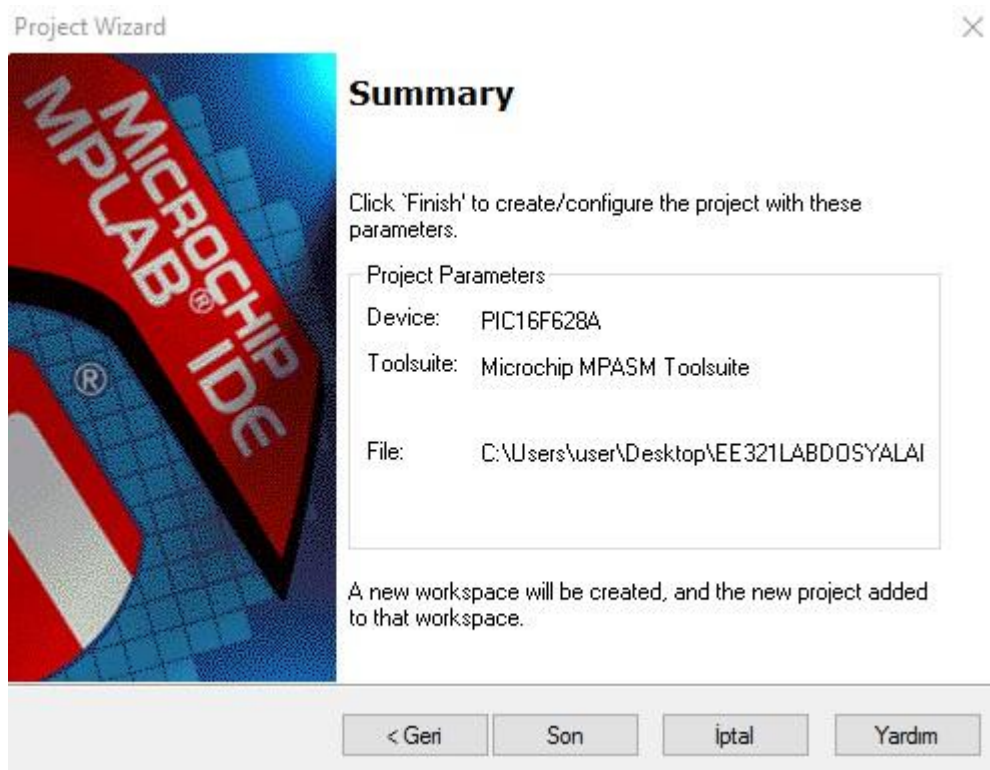 Project Wizard
MICROCHIP
MPLAB® IDE
®
Summary
Click `Finish' to create/configure the project with these
parameters.
Project Parameters
Device: PIC16F628A
Toolsuite: Microchip MPASM Toolsuite
File: C:\Users\user\Desktop\EE321LABDOSYALAI
A new workspace will be created, and the new project added
to that workspace.
< Geri Son İptal Yardım